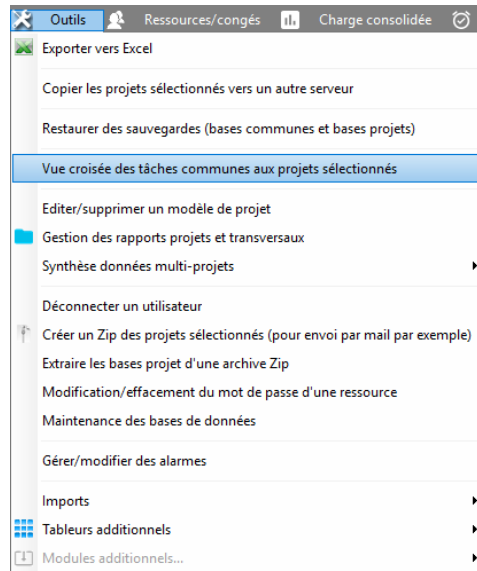 Outils Ressources/congés Charge consolidée
Exporter vers Excel
Copier les projets sélectionnés vers un autre serveur
Restaurer des sauvegardes (bases communes et bases projets)
Vue croisée des tâches communes aux projets sélectionnés
Editer/supprimer un modèle de projet
Gestion des rapports projets et transversaux
Synthèse données multi-projets
Déconnecter un utilisateur
Créer un Zip des projets sélectionnés (pour envoi par mail par exemple)
Extraire les bases projet d'une archive Zip
Modification/effacement du mot de passe d'une ressource
Maintenance des bases de données
Gérer/modifier des alarmes
Imports
Tableurs additionnels
Modules additionnels...